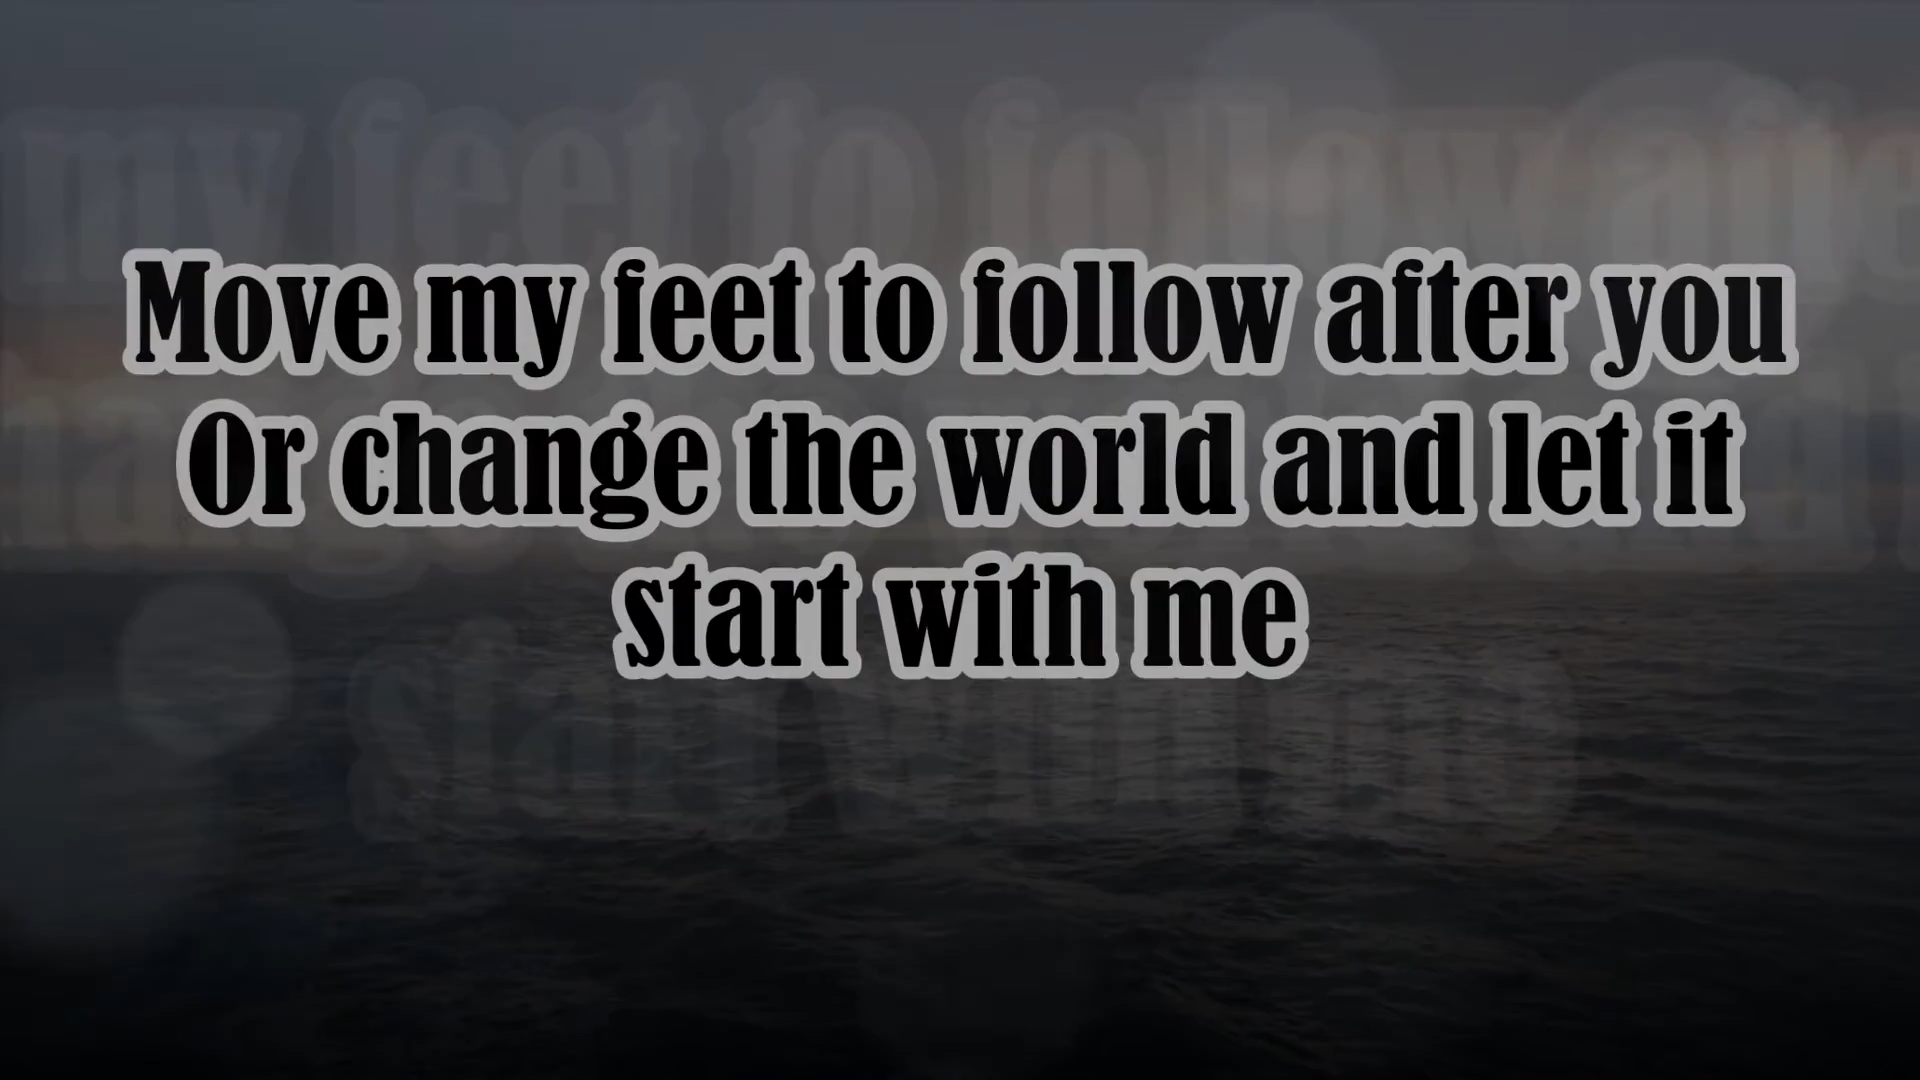 Move my feet to follow after you
Or change the world and let it
start with me